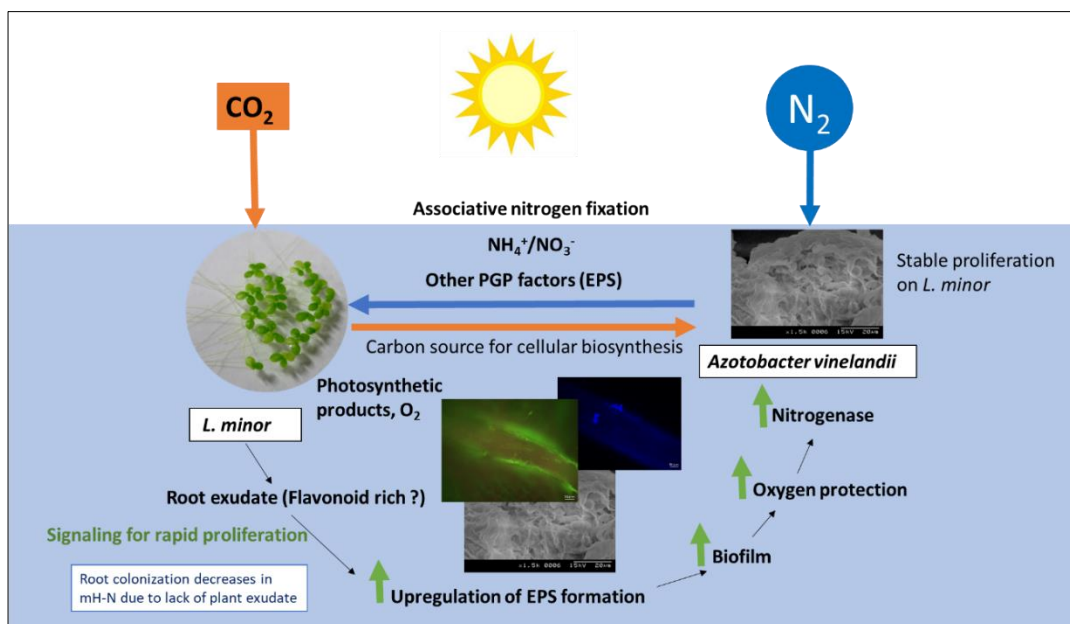 CO₂
N₂
Associative nitrogen fixation
NH₄⁺/NO₃⁻
Other PGP factors (EPS)
Carbon source for cellular biosynthesis
Stable proliferation
on L. minor
Azotobacter vinelandii
Photosynthetic
products, O₂
L. minor
Nitrogenase
Root exudate (Flavonoid rich ?)
Oxygen protection
Signaling for rapid proliferation
Biofilm
Root colonization decreases in
mH-N due to lack of plant exudate
Upregulation of EPS formation